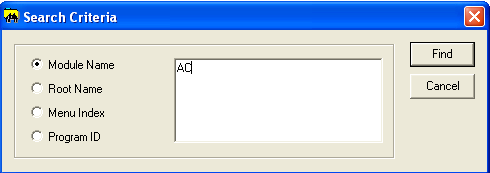 Search Criteria
Module Name
Root Name
Menu Index
Program ID
AC
Find
Cancel